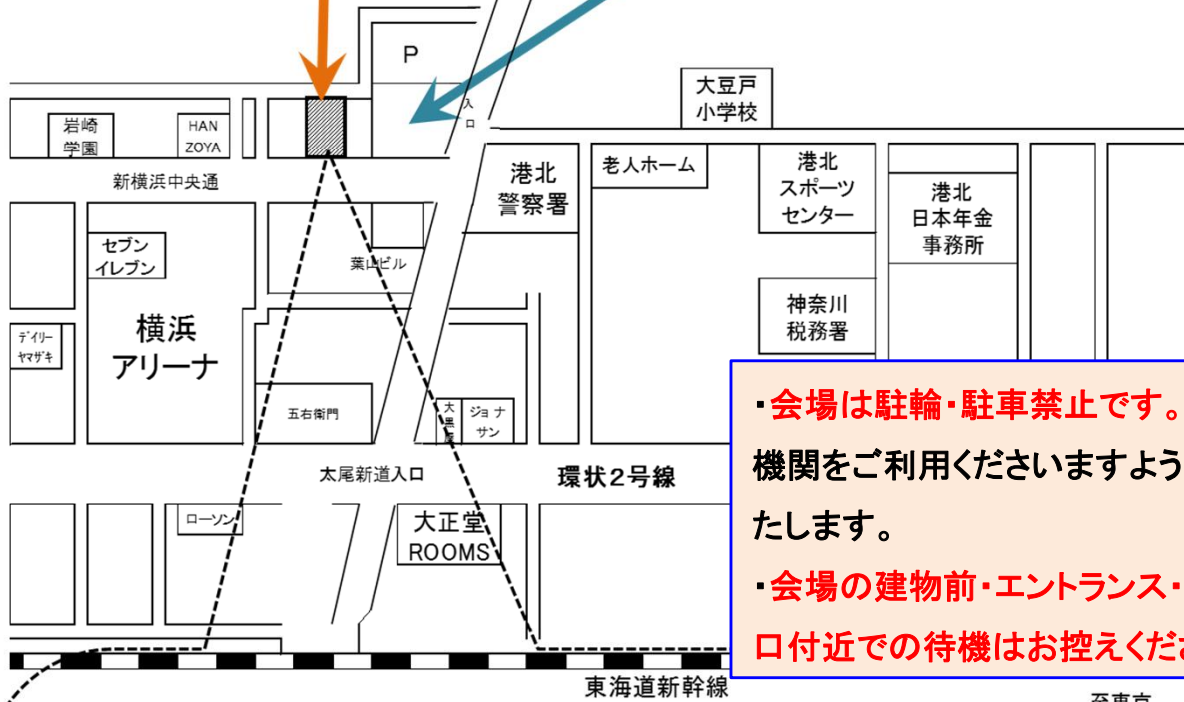 P
入
口
大豆戸
小学校
岩崎
学園
HAN
ZOYA
新横浜中央通
港北
警察署
老人ホーム
港北
スポーツ
センター
港北
日本年金
事務所
セブン
イレブン
葉山ビル
神奈川
税務署
デイリー
ヤマザキ
横浜
アリーナ
五右衛門
大
黒
屋
ジョナ
サン
・会場は駐輪・駐車禁止です。
機関をご利用くださいますよう
たします。
・会場の建物前・エントランス・
口付近での待機はお控えくださ
太尾新道入口
環状2号線
ローソン
大正堂
ROOMS
東海道新幹線
至東京